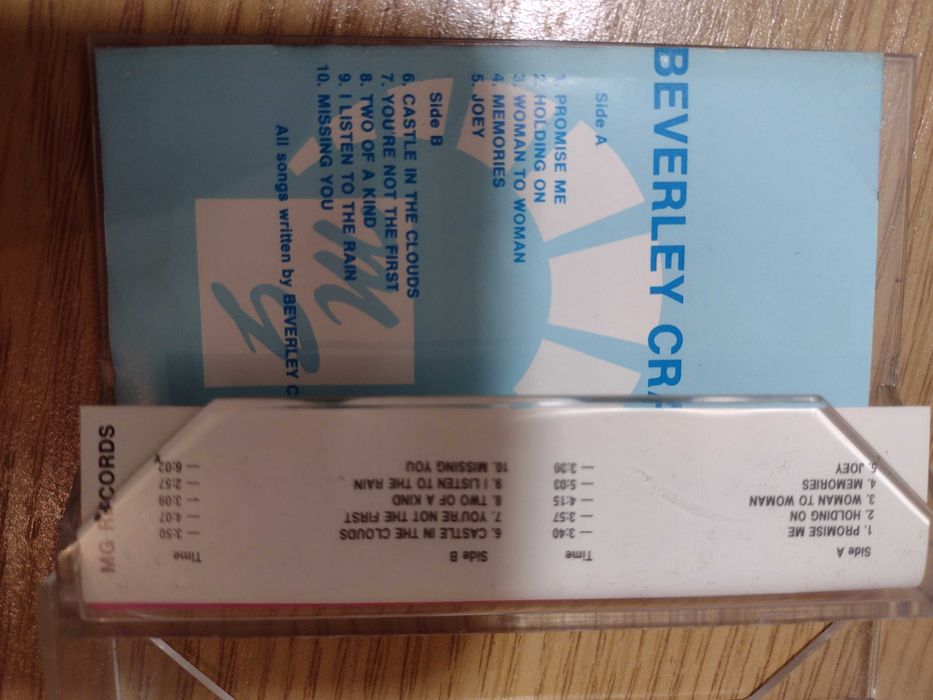 BEVERLEY CRA
Side A
1. PROMISE ME
2. HOLDING ON
3. WOMAN TO WOMAN
4. MEMORIES
5. JOEY
Side B
6. CASTLE IN THE CLOUDS
7. YOU'RE NOT THE FIRST
8. TWO OF A KIND
9. I LISTEN TO THE RAIN
10. MISSING YOU
All songs written by BEVERLEY C
mg
MG RECORDS
Side A Time
1. PROMISE ME — 3:40
2. HOLDING ON — 3:57
3. WOMAN TO WOMAN — 4:15
4. MEMORIES — 5:03
5. JOEY — 3:36
Side B Time
6. CASTLE IN THE CLOUDS — 3:50
7. YOU'RE NOT THE FIRST — 4:07
8. TWO OF A KIND — 3:09
9. I LISTEN TO THE RAIN — 2:57
10. MISSING YOU — 6:02